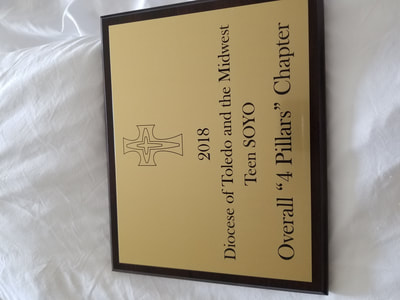 2018
Diocese of Toledo and the Midwest
Teen SOYO
Overall “4 Pillars” Chapter